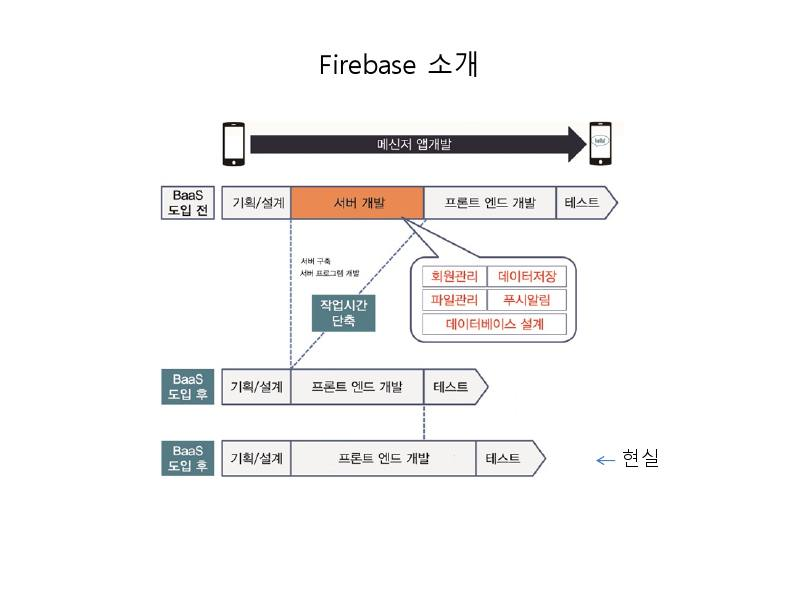 Firebase 소개
메신저 앱개발
hello!
BaaS
도입 전
기획/설계
서버 개발
프론트 엔드 개발
테스트
서버 구축
서버 프로그램 개발
회원관리
데이터저장
파일관리
푸시알림
데이터베이스 설계
작업시간
단축
BaaS
도입 후
기획/설계
프론트 엔드 개발
테스트
BaaS
도입 후
기획/설계
프론트 엔드 개발
테스트
현실